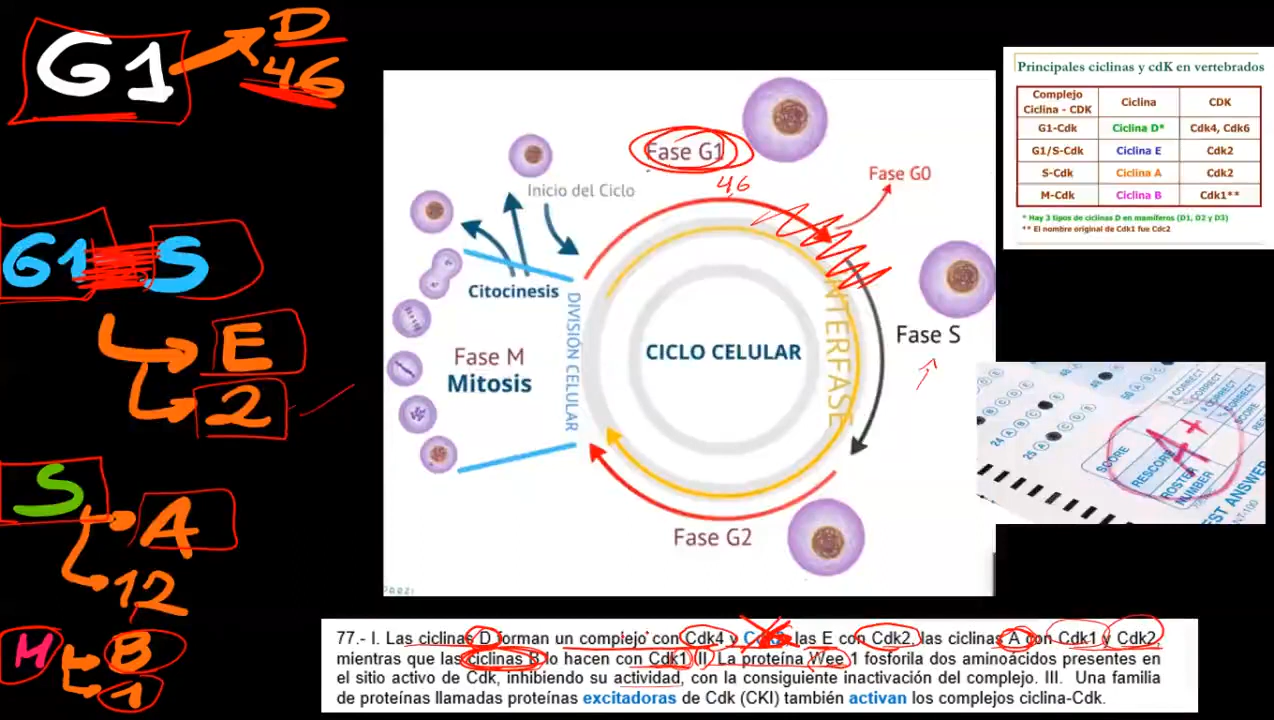 G1
D
46
G1 S
E
2
S
A
12
M
B
1
Fase G1
46
Fase G0
Inicio del Ciclo
Citocinesis
DIVISIÓN CELULAR
Fase M
Mitosis
CICLO CELULAR
INTERFASE
Fase S
Fase G2
Principales ciclinas y cdK en vertebrados
Complejo Ciclina - CDK Ciclina CDK
G1-Cdk Ciclina D* Cdk4, Cdk6
G1/S-Cdk Ciclina E Cdk2
S-Cdk Ciclina A Cdk2
M-Cdk Ciclina B Cdk1**
* Hay 3 tipos de ciclinas D en mamíferos (D1, D2 y D3)
** El nombre original de Cdk1 fue Cdc2
SCORE
RESCORE
ROSTER NUMBER
CORRECT
SCORE
A+
77.- I. Las ciclinas D forman un complejo con Cdk4 y las E con Cdk2, las ciclinas A con Cdk1 y Cdk2,
mientras que las ciclinas B lo hacen con Cdk1 II. La proteína Wee 1 fosforila dos aminoácidos presentes en
el sitio activo de Cdk, inhibiendo su actividad, con la consiguiente inactivación del complejo. III. Una familia
de proteínas llamadas proteínas excitadoras de Cdk (CKI) también activan los complejos ciclina-Cdk.